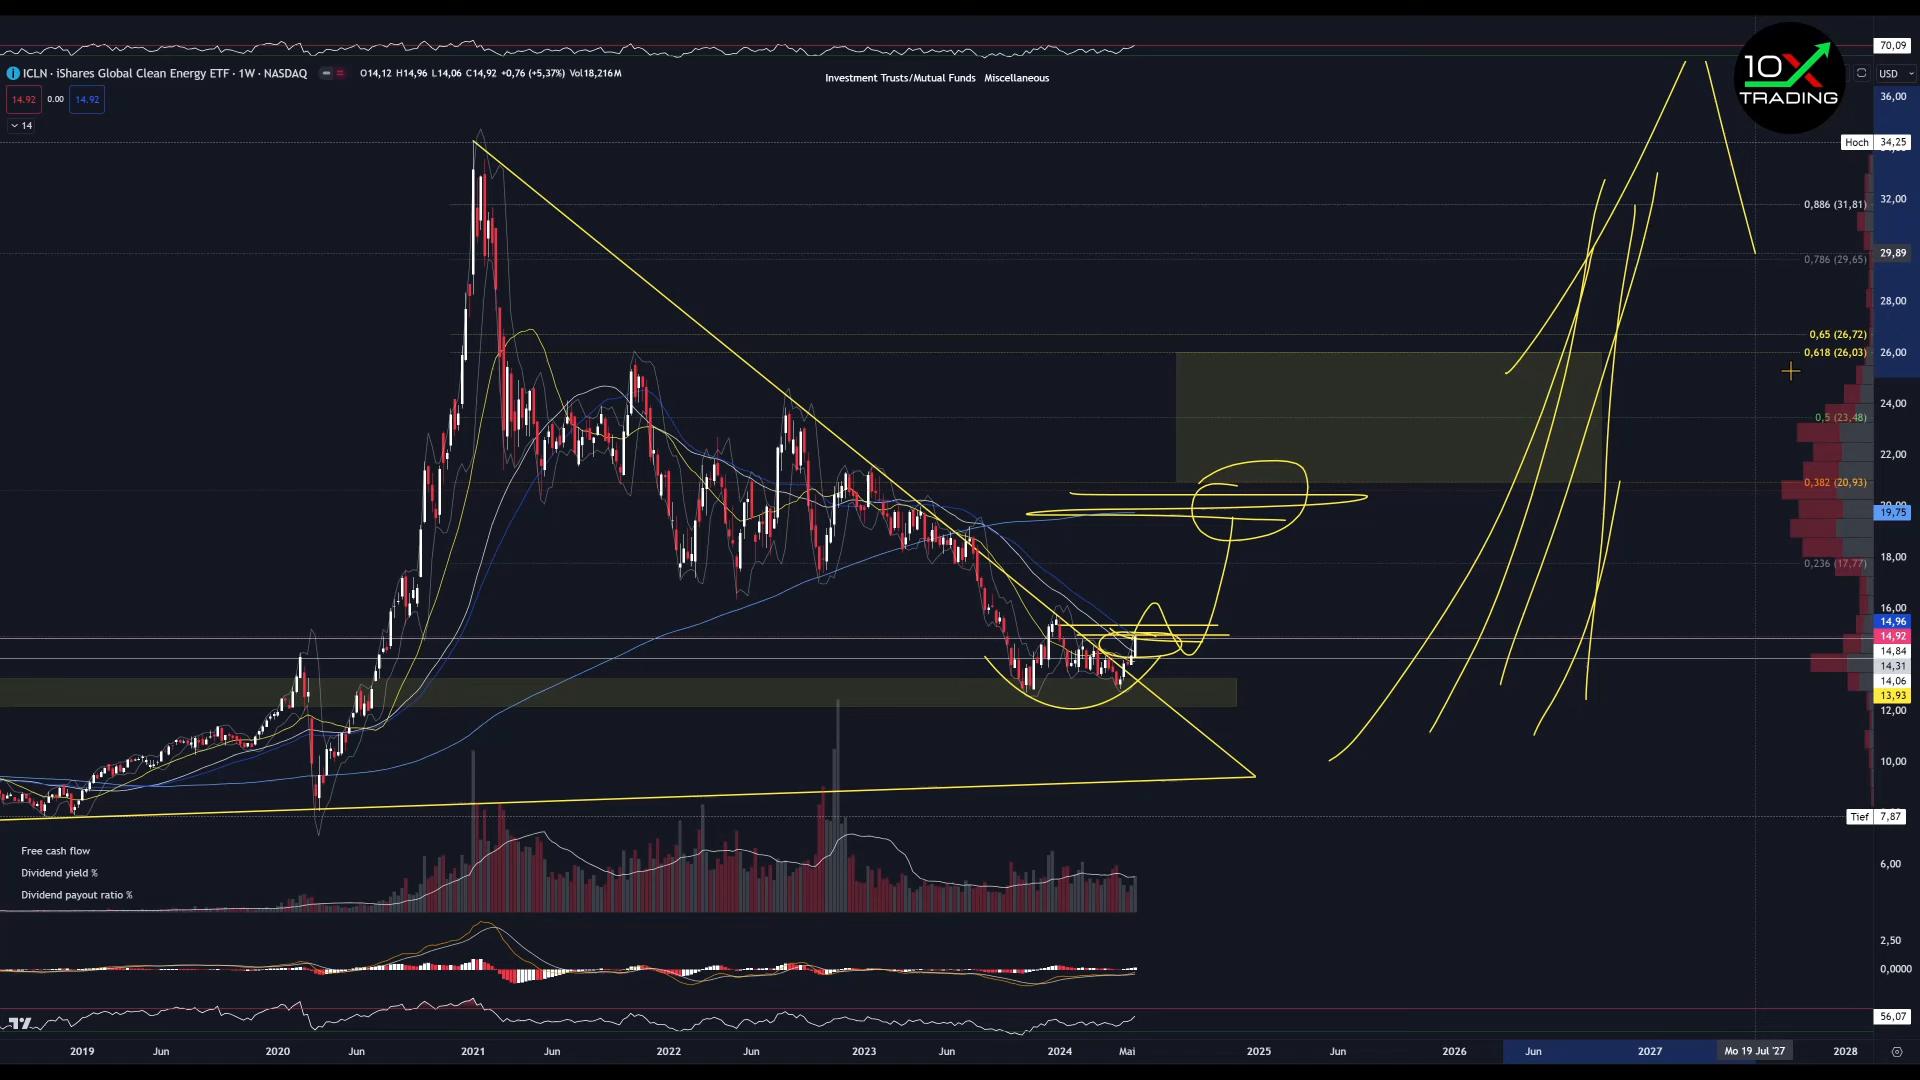 70,09
ICLN · iShares Global Clean Energy ETF · 1W · NASDAQ
O14,12 H14,96 L14,06 C14,92 +0,76 (+5,37%) Vol18,216M
Investment Trusts/Mutual Funds Miscellaneous
10X
TRADING
USD
14.92 0.00 14.92
14
36,00
Hoch 34,25
0,886 (31,81)
32,00
29,89
0,786 (29,65)
28,00
0,65 (26,72)
0,618 (26,03)
26,00
24,00
0,5 (23,48)
22,00
0,382 (20,93)
19,75
18,00
0,236 (17,77)
16,00
14,96
14,92
14,84
14,31
14,06
13,93
12,00
10,00
Tief 7,87
Free cash flow
6,00
Dividend yield %
Dividend payout ratio %
2,50
0,0000
56,07
2019 Jun 2020 Jun 2021 Jun 2022 Jun 2023 Jun 2024 Mai 2025 Jun 2026 Jun 2027 Mo 19 Jul '27 2028